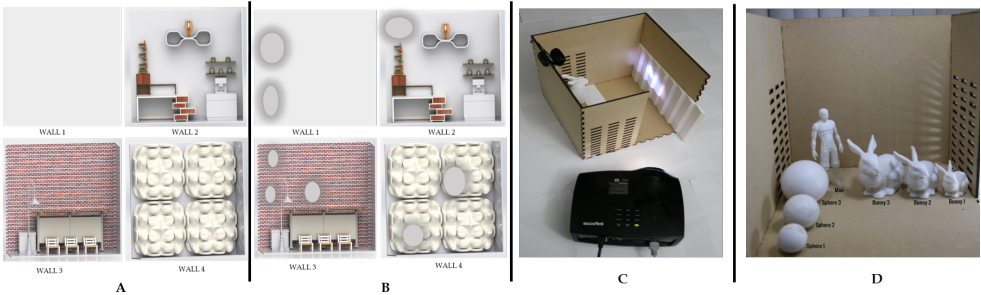 WALL 1
WALL 2
WALL 3
WALL 4
A
WALL 1
WALL 2
WALL 3
WALL 4
B
C
Man
Sphere 3
Bunny 3
Bunny 2
Bunny 1
Sphere 2
Sphere 1
D